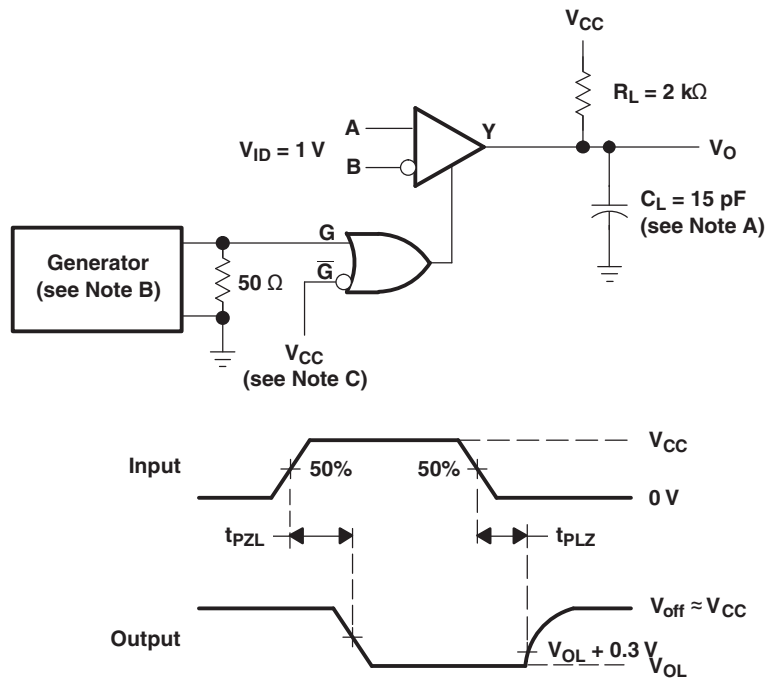 VCC
RL = 2 kΩ
A
Y
VID = 1 V
VO
B
CL = 15 pF
(see Note A)
G
Generator
(see Note B)
G̅
50 Ω
VCC
(see Note C)
VCC
Input
50%
50%
0 V
tPZL
tPLZ
Voff ≈ VCC
Output
VOL + 0.3 V
VOL